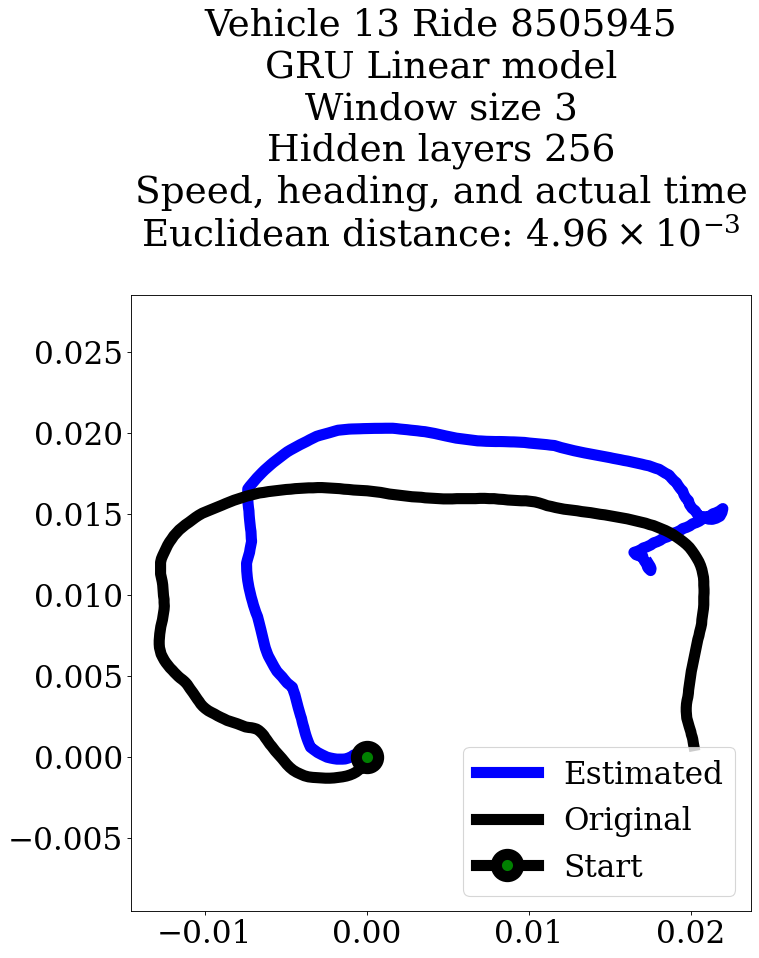 Vehicle 13 Ride 8505945
GRU Linear model
Window size 3
Hidden layers 256
Speed, heading, and actual time
Euclidean distance: 4.96 × 10⁻³
0.025
0.020
0.015
0.010
0.005
0.000
−0.005
−0.01 0.00 0.01 0.02
Estimated
Original
Start